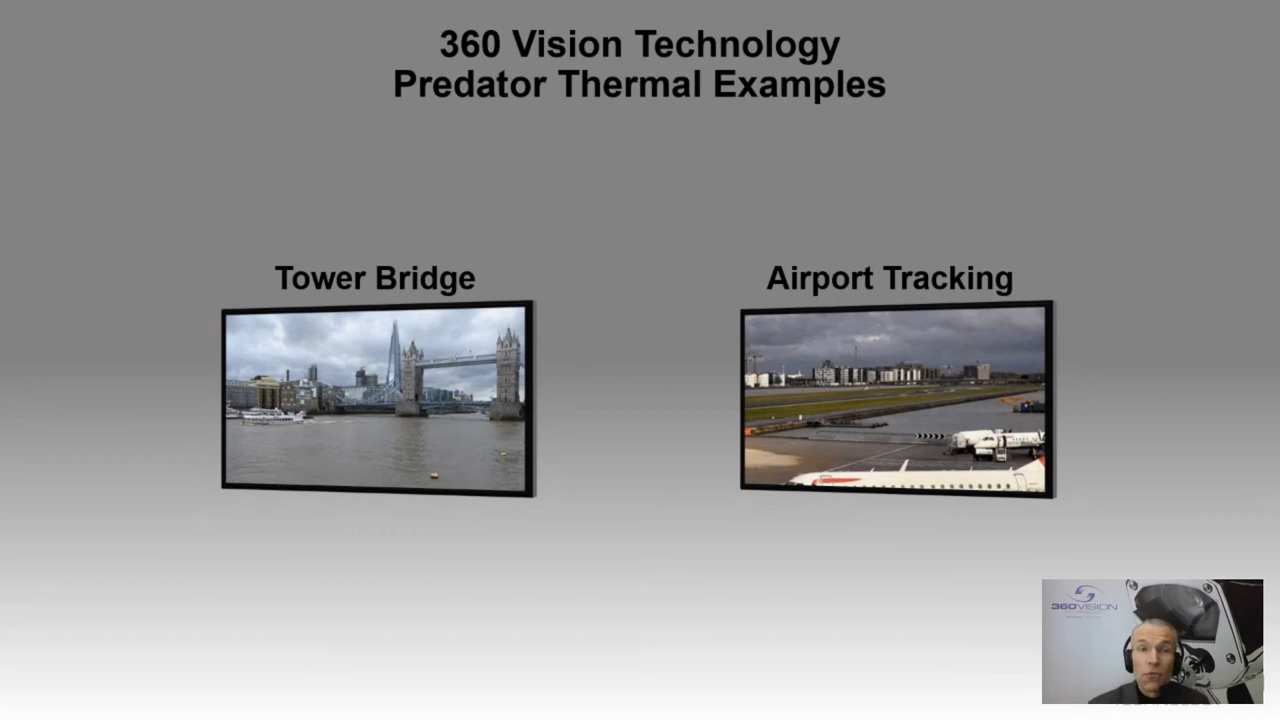 360 Vision Technology
Predator Thermal Examples
Tower Bridge
Airport Tracking
360VISION